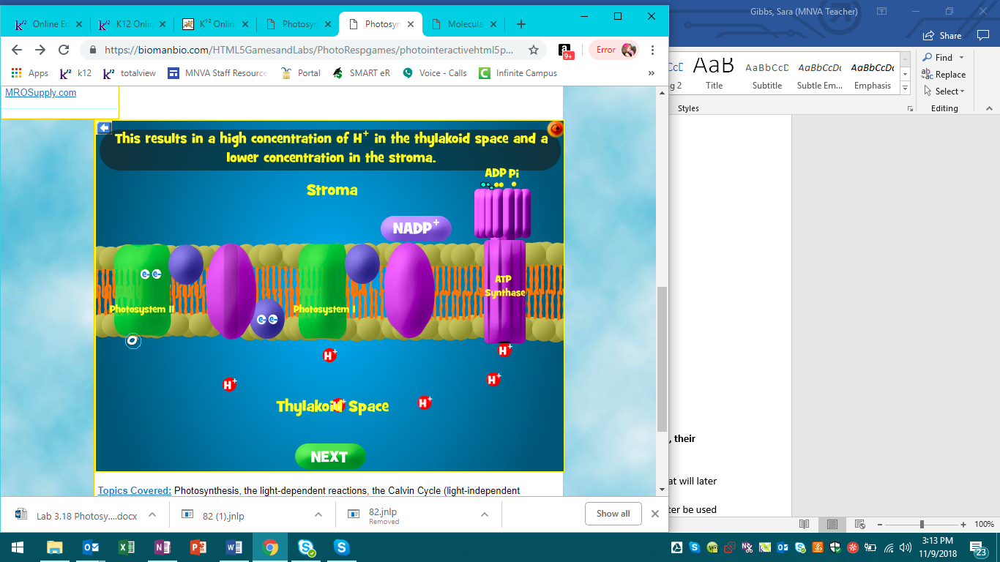 Gibbs, Sara (MNVA Teacher)
Online Ed
K12 Onlin
K¹² Onlin
Photosyn
Photosyn
Molecula
Share
https://biomanbio.com/HTML5GamesandLabs/PhotoRespgames/photointeractivehtml5p...
9+
Error
Apps
k12
totalview
MNVA Staff Resource
Portal
SMART eR
Voice - Calls
Infinite Campus
»
CcDc
AaB
AaBbCcD
AaBbCcDc
AaBbCcDc
g 2
Title
Subtitle
Subtle Em...
Emphasis
Styles
Find
Replace
Select
Editing
MROSupply.com
This results in a high concentration of H⁺ in the thylakoid space and a
lower concentration in the stroma.
ADP Pi
Stroma
NADP⁺
e- e-
ATP
Synthase
Photosystem II
Photosystem I
e- e-
O
H⁺
H⁺
H⁺
H⁺
H⁺
H⁺
Thylakoid Space
NEXT
Topics Covered: Photosynthesis, the light-dependent reactions, the Calvin Cycle (light-independent
, their
at will later
ter be used
Lab 3.18 Photosy....docx
82 (1).jnlp
82.jnlp
Removed
Show all
100%
3:13 PM
11/9/2018
23